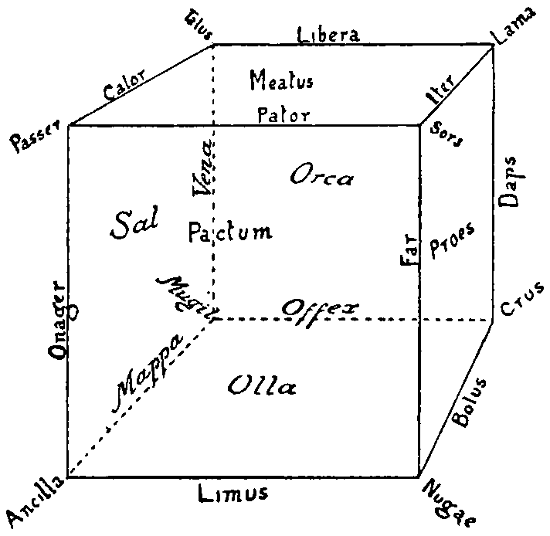 Talus
Libera
Lama
Calor
Meatus
Iter
Passer
Pator
Sors
Vena
Orca
Daps
Sal
Pactum
Far
Proes
Mugil
Offex
Crus
Onager
Mappa
Olla
Bolus
Ancilla
Limus
Nugae